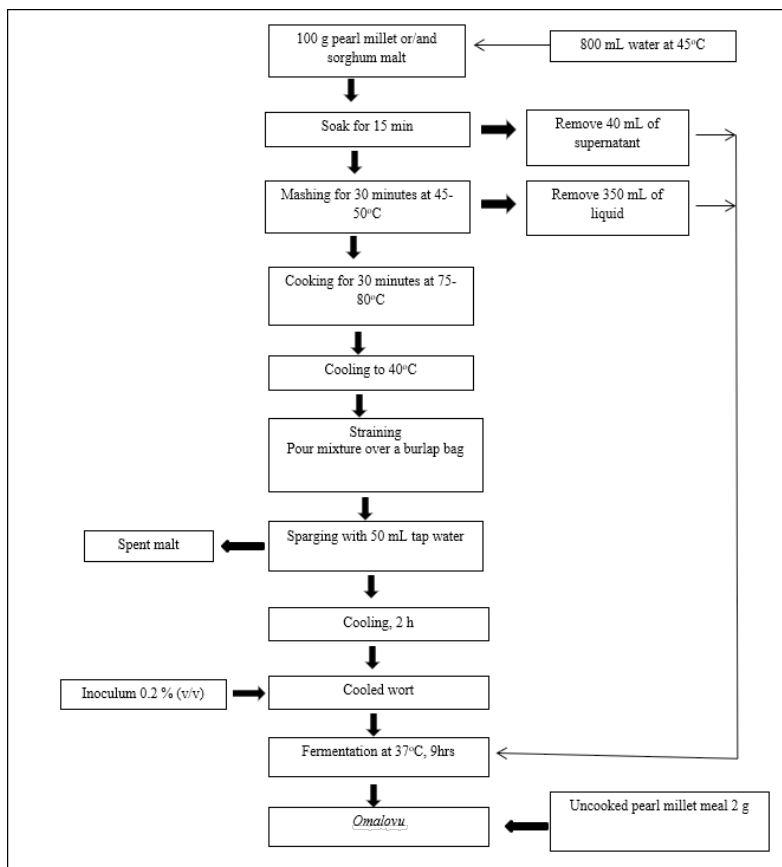 100 g pearl millet or/and
sorghum malt
800 mL water at 45°C
Soak for 15 min
Remove 40 mL of
supernatant
Mashing for 30 minutes at 45-
50°C
Remove 350 mL of
liquid
Cooking for 30 minutes at 75-
80°C
Cooling to 40°C
Straining
Pour mixture over a burlap bag
Spent malt
Sparging with 50 mL tap water
Cooling, 2 h
Inoculum 0.2 % (v/v)
Cooled wort
Fermentation at 37°C, 9hrs
Uncooked pearl millet meal 2 g
Omalovu